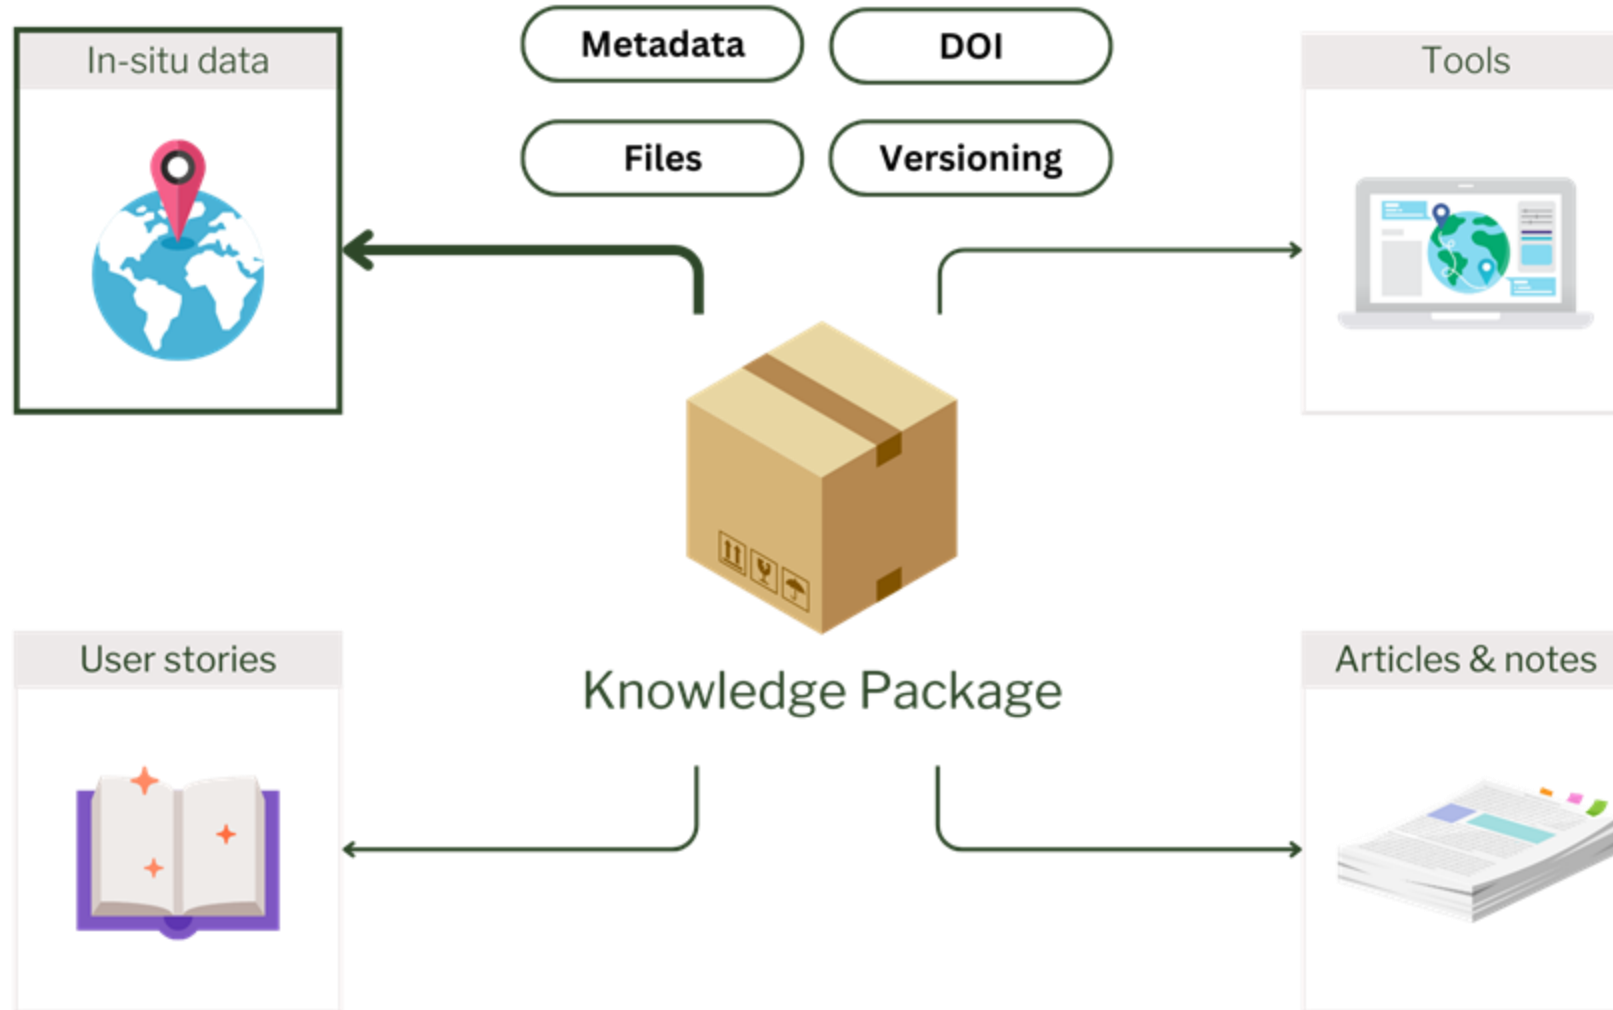 In-situ data
Metadata
DOI
Tools
Files
Versioning
Knowledge Package
User stories
Articles & notes